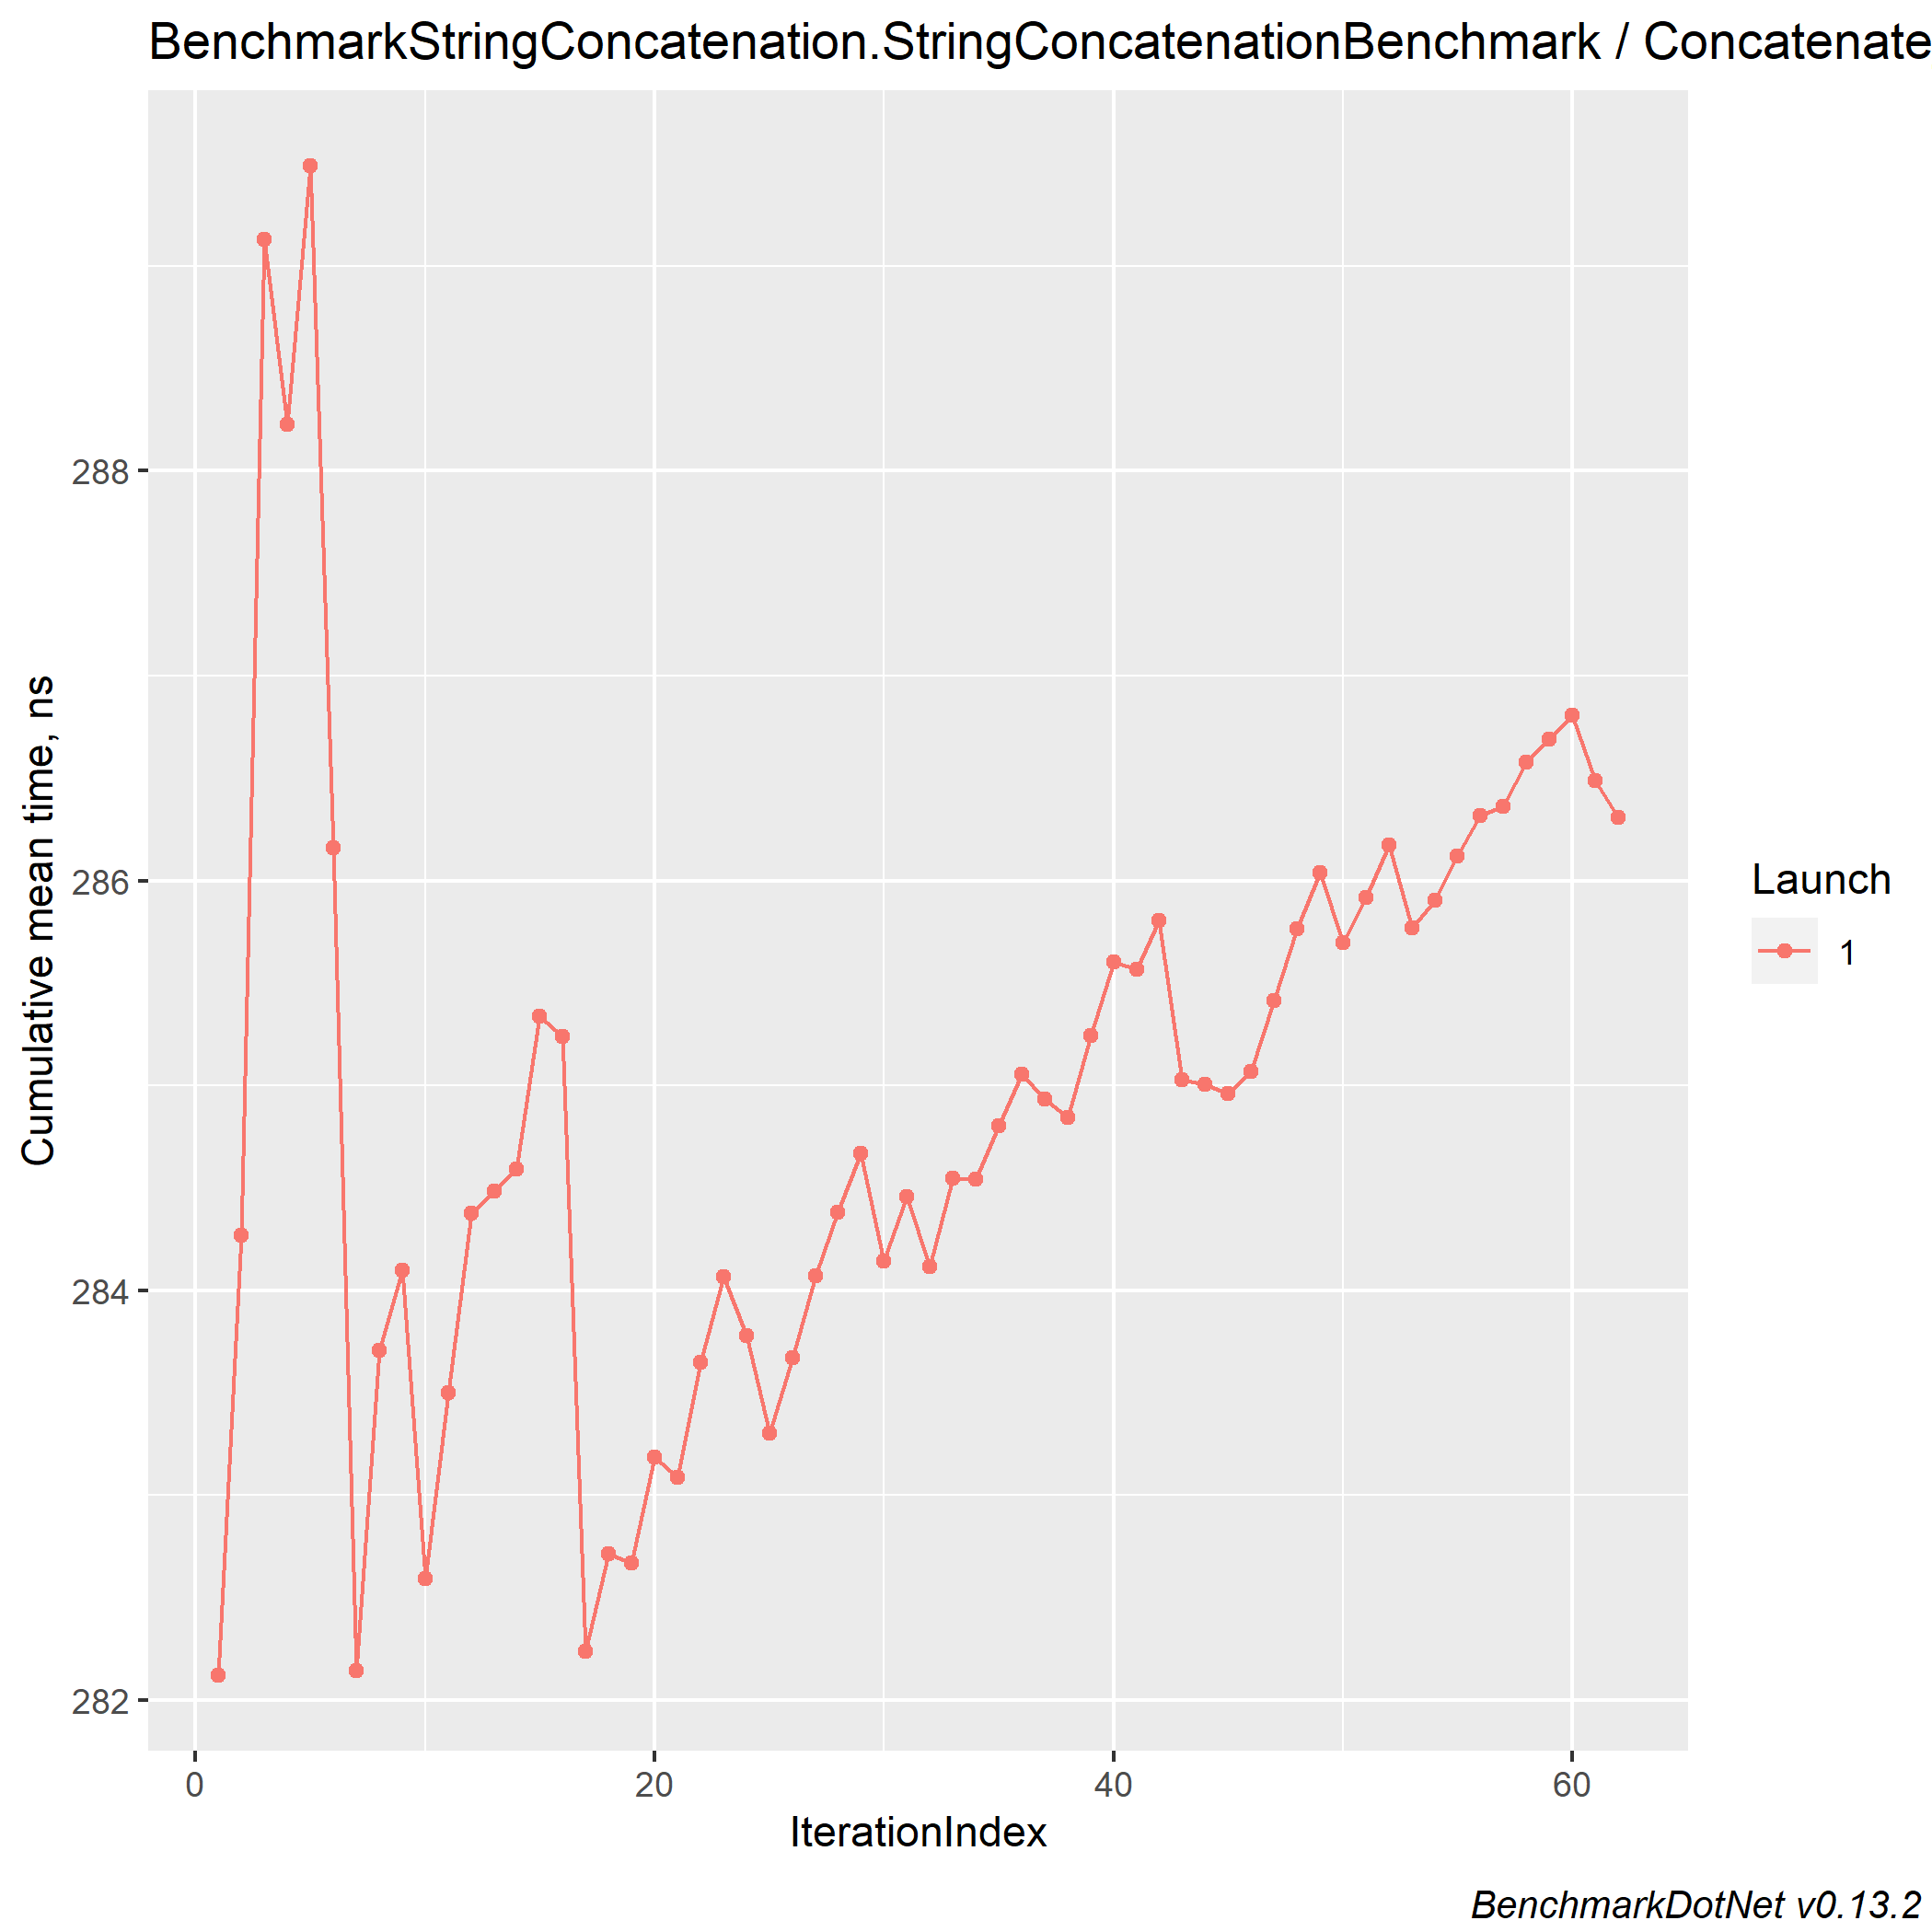 BenchmarkStringConcatenation.StringConcatenationBenchmark / Concatenate
Cumulative mean time, ns
288
286
284
282
0 20 40 60
IterationIndex
Launch
1
BenchmarkDotNet v0.13.2